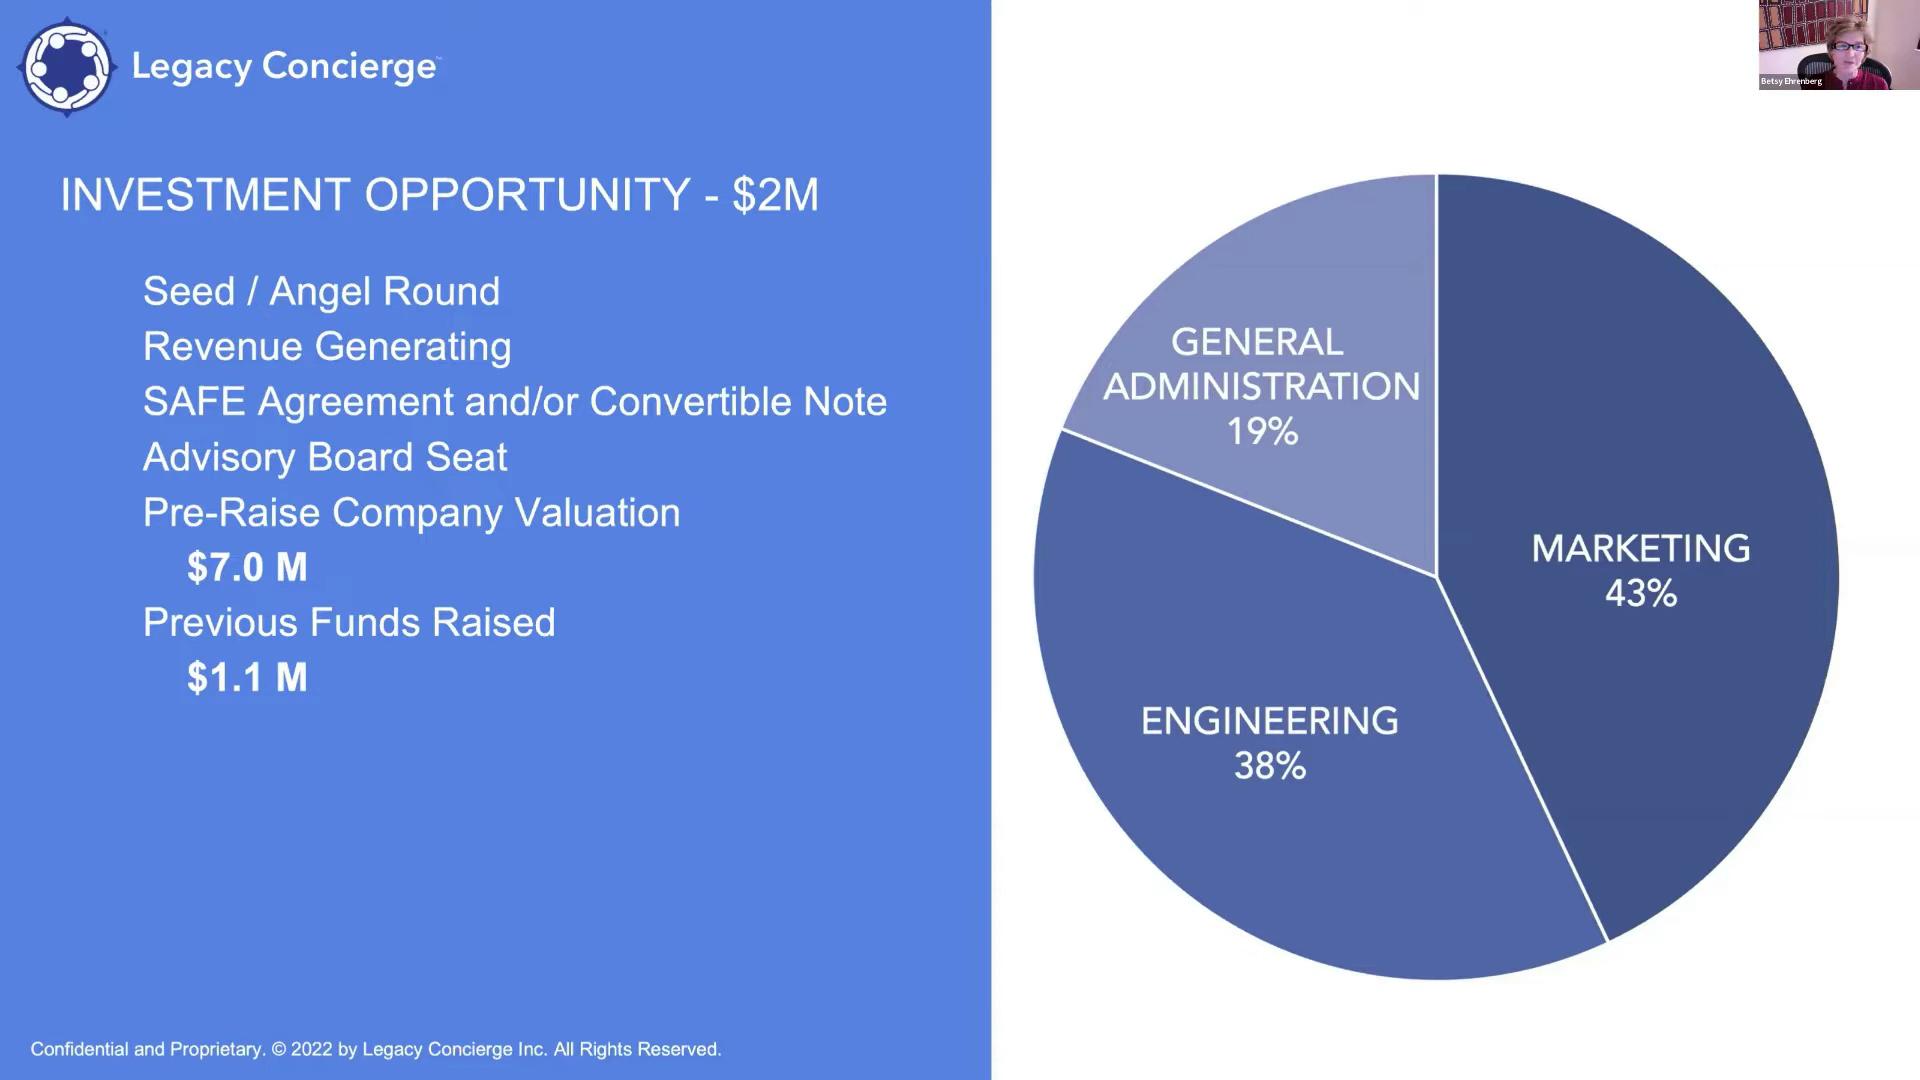 Legacy Concierge
INVESTMENT OPPORTUNITY - $2M
Seed / Angel Round
Revenue Generating
SAFE Agreement and/or Convertible Note
Advisory Board Seat
Pre-Raise Company Valuation
$7.0 M
Previous Funds Raised
$1.1 M
Confidential and Proprietary. © 2022 by Legacy Concierge Inc. All Rights Reserved.
GENERAL
ADMINISTRATION
19%
MARKETING
43%
ENGINEERING
38%
Betsy Ehrenberg